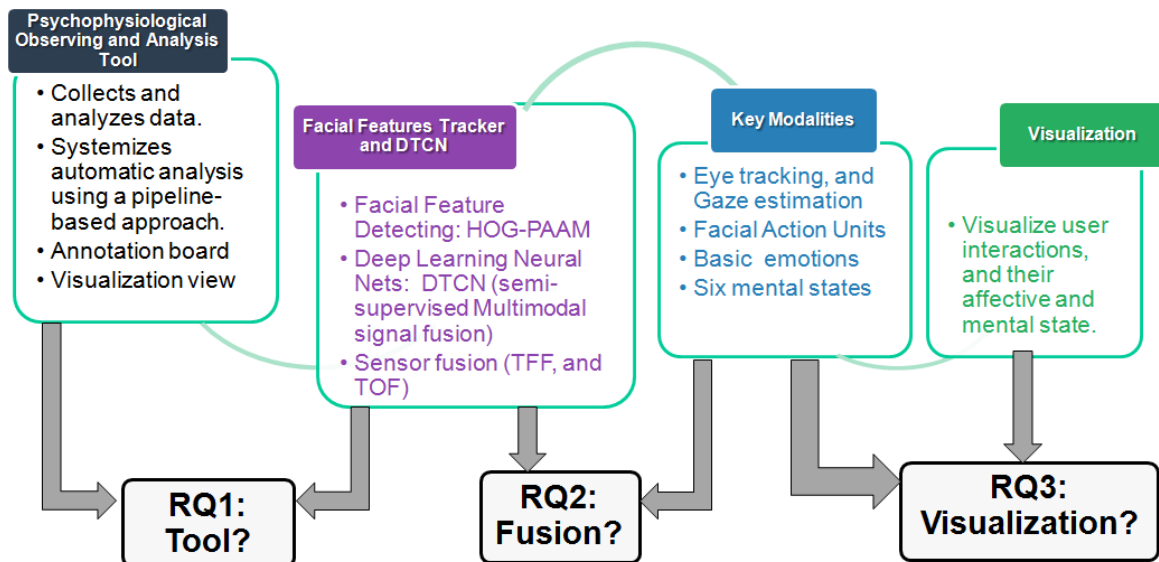 Psychophysiological
Observing and Analysis
Tool
• Collects and
analyzes data.
• Systemizes
automatic analysis
using a pipeline-
based approach.
• Annotation board
• Visualization view
Facial Features Tracker
and DTCN
• Facial Feature
Detecting: HOG-PAAM
• Deep Learning Neural
Nets: DTCN (semi-
supervised Multimodal
signal fusion)
• Sensor fusion (TFF, and
TOF)
Key Modalities
• Eye tracking, and
Gaze estimation
• Facial Action Units
• Basic emotions
• Six mental states
Visualization
• Visualize user
interactions,
and their
affective and
mental state.
RQ1:
Tool?
RQ2:
Fusion?
RQ3:
Visualization?